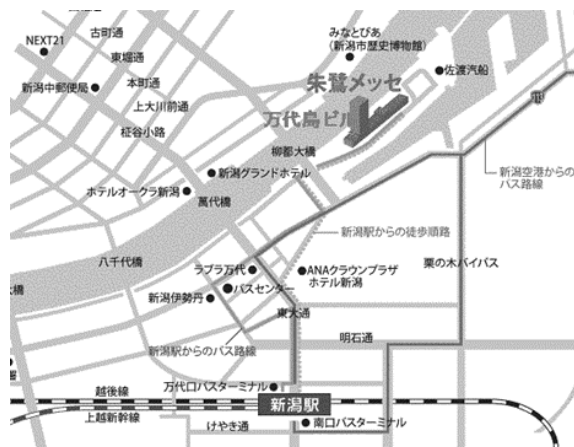 古町通
NEXT21
東堀通
みなとぴあ
(新潟市歴史博物館)
新潟中郵便局
本町通
佐渡汽船
上大川前通
朱鷺メッセ
柾谷小路
万代島ビル
113
柳都大橋
新潟グランドホテル
新潟空港からの
バス路線
ホテルオークラ新潟
萬代橋
新潟駅からの徒歩順路
八千代橋
ラブラ万代
ANAクラウンプラザ
ホテル新潟
栗の木バイパス
バスセンター
新潟伊勢丹
東大通
明石通
新潟駅からのバス路線
万代口バスターミナル
越後線
新潟駅
上越新幹線
けやき通
南口バスターミナル